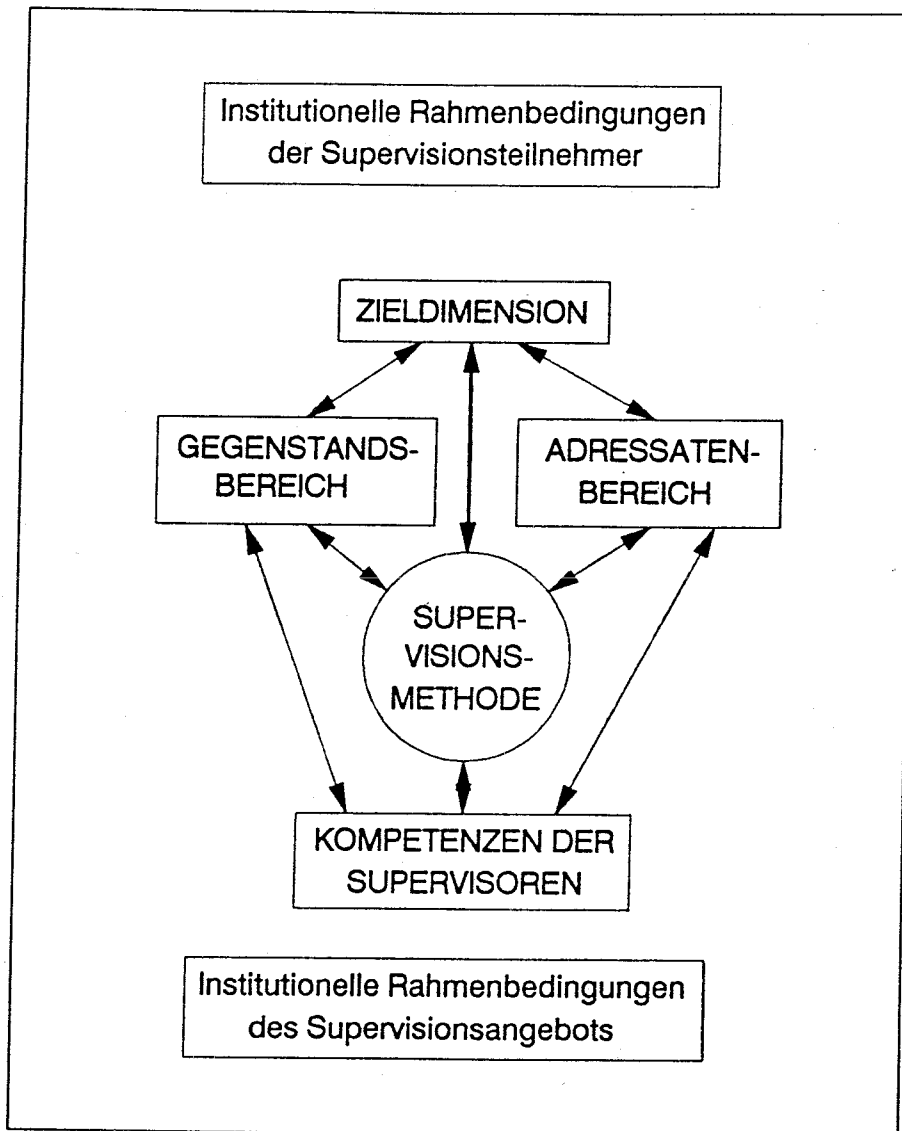 Institutionelle Rahmenbedingungen
der Supervisionsteilnehmer
ZIELDIMENSION
GEGENSTANDS-
BEREICH
ADRESSATEN-
BEREICH
SUPER-
VISIONS-
METHODE
KOMPETENZEN DER
SUPERVISOREN
Institutionelle Rahmenbedingungen
des Supervisionsangebots